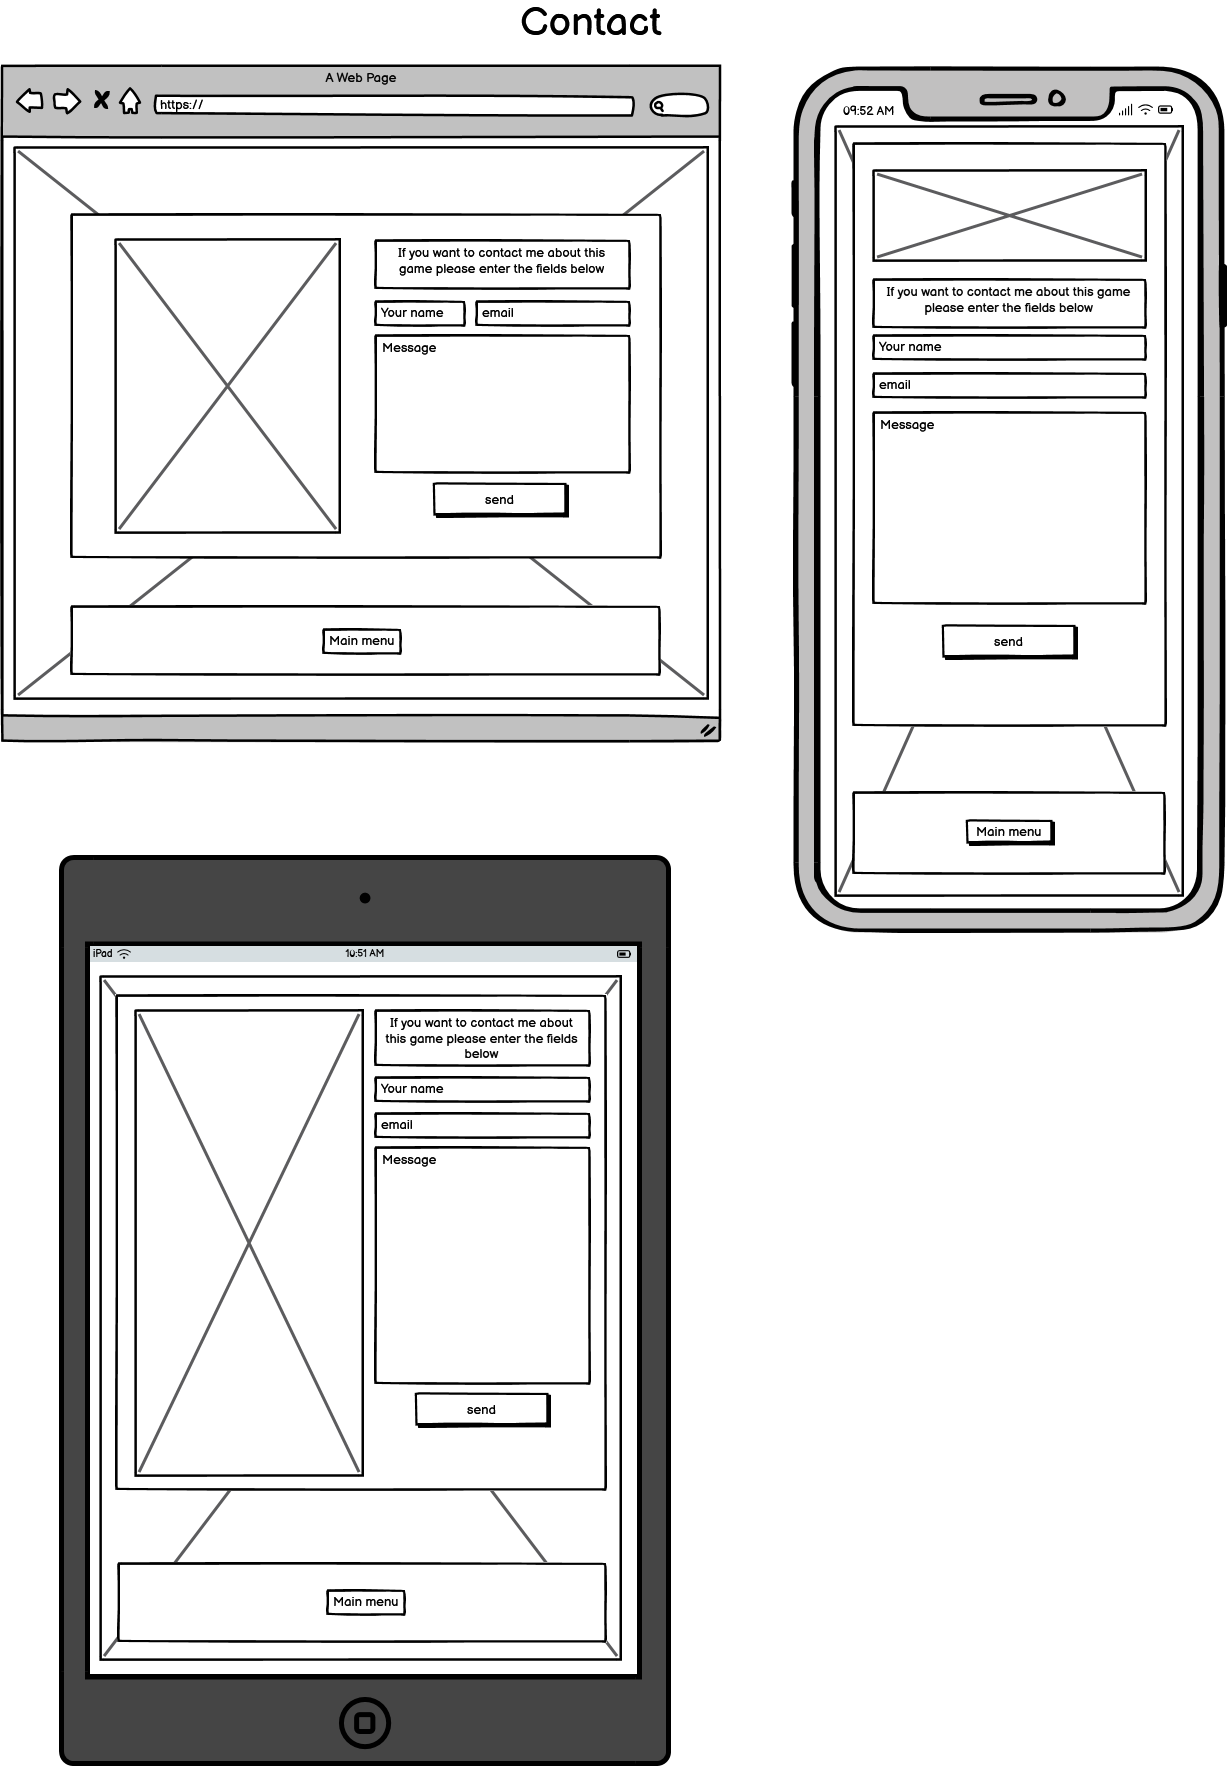 Contact
A Web Page
https://
If you want to contact me about this
game please enter the fields below
Your name
email
Message
send
Main menu
09:52 AM
If you want to contact me about this game
please enter the fields below
Your name
email
Message
send
Main menu
iPad
10:51 AM
If you want to contact me about
this game please enter the fields
below
Your name
email
Message
send
Main menu